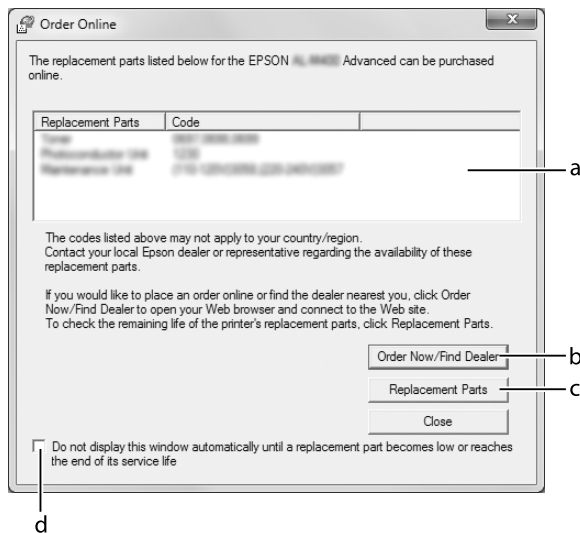 Order Online
The replacement parts listed below for the EPSON Advanced can be purchased
online.
Replacement Parts Code
a
The codes listed above may not apply to your country/region.
Contact your local Epson dealer or representative regarding the availability of these
replacement parts.
If you would like to place an order online or find the dealer nearest you, click Order
Now/Find Dealer to open your Web browser and connect to the Web site.
To check the remaining life of the printer's replacement parts, click Replacement Parts.
Order Now/Find Dealer b
Replacement Parts c
Close
Do not display this window automatically until a replacement part becomes low or reaches
the end of its service life
d